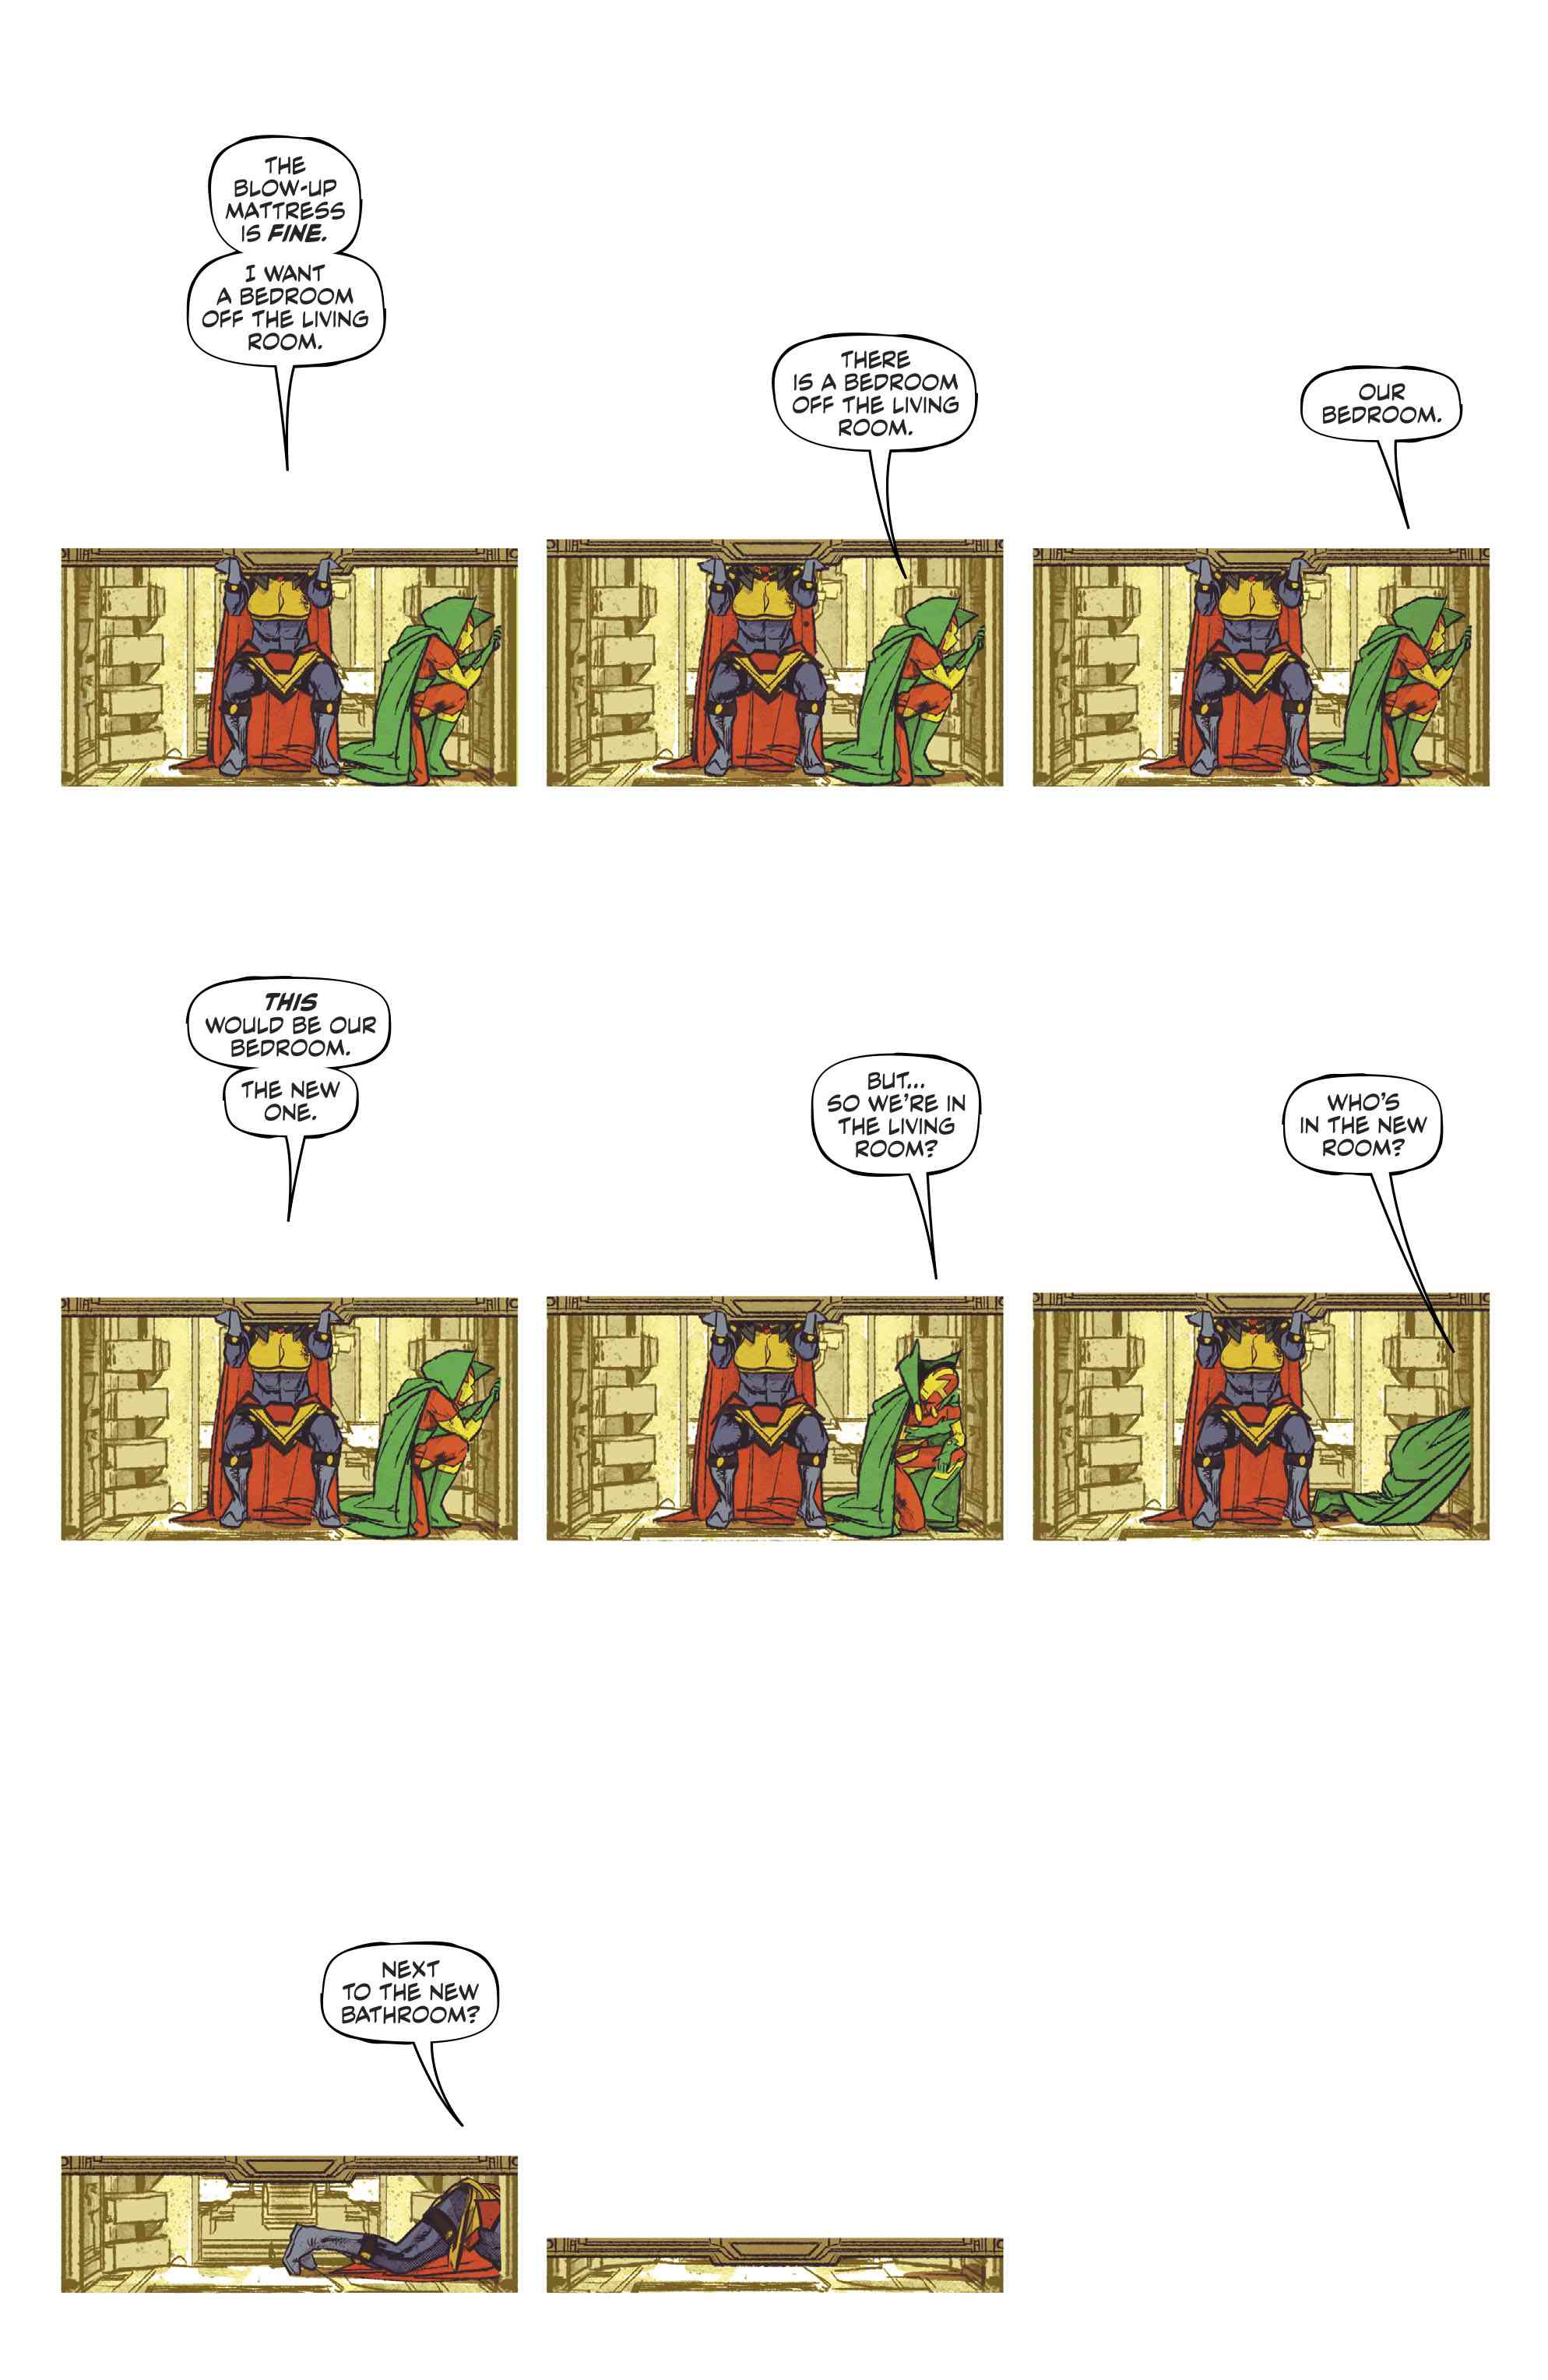 THE
BLOW-UP
MATTRESS
IS FINE.
I WANT
A BEDROOM
OFF THE LIVING
ROOM.
THERE
IS A BEDROOM
OFF THE LIVING
ROOM.
OUR
BEDROOM.
THIS
WOULD BE OUR
BEDROOM.
THE NEW
ONE.
BUT...
SO WE'RE IN
THE LIVING
ROOM?
WHO'S
IN THE NEW
ROOM?
NEXT
TO THE NEW
BATHROOM?